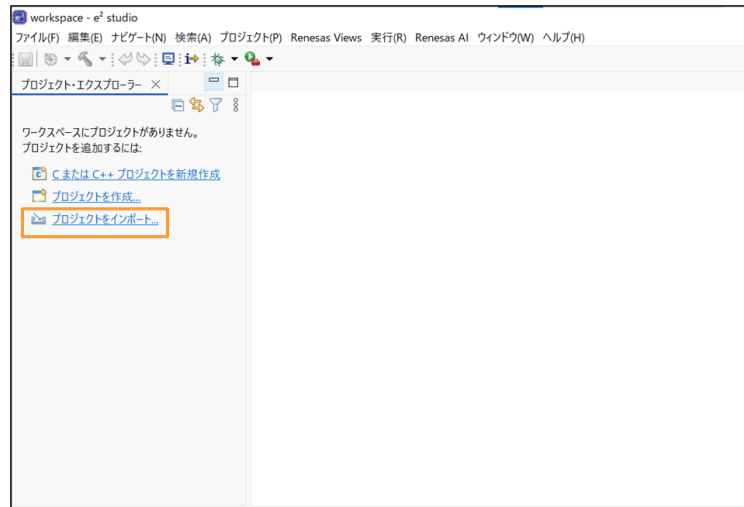 workspace - e² studio
ファイル(F) 編集(E) ナビゲート(N) 検索(A) プロジェクト(P) Renesas Views 実行(R) Renesas AI ウィンドウ(W) ヘルプ(H)
プロジェクト・エクスプローラー
ワークスペースにプロジェクトがありません。
プロジェクトを追加するには:
C または C++ プロジェクトを新規作成
プロジェクトを作成...
プロジェクトをインポート...